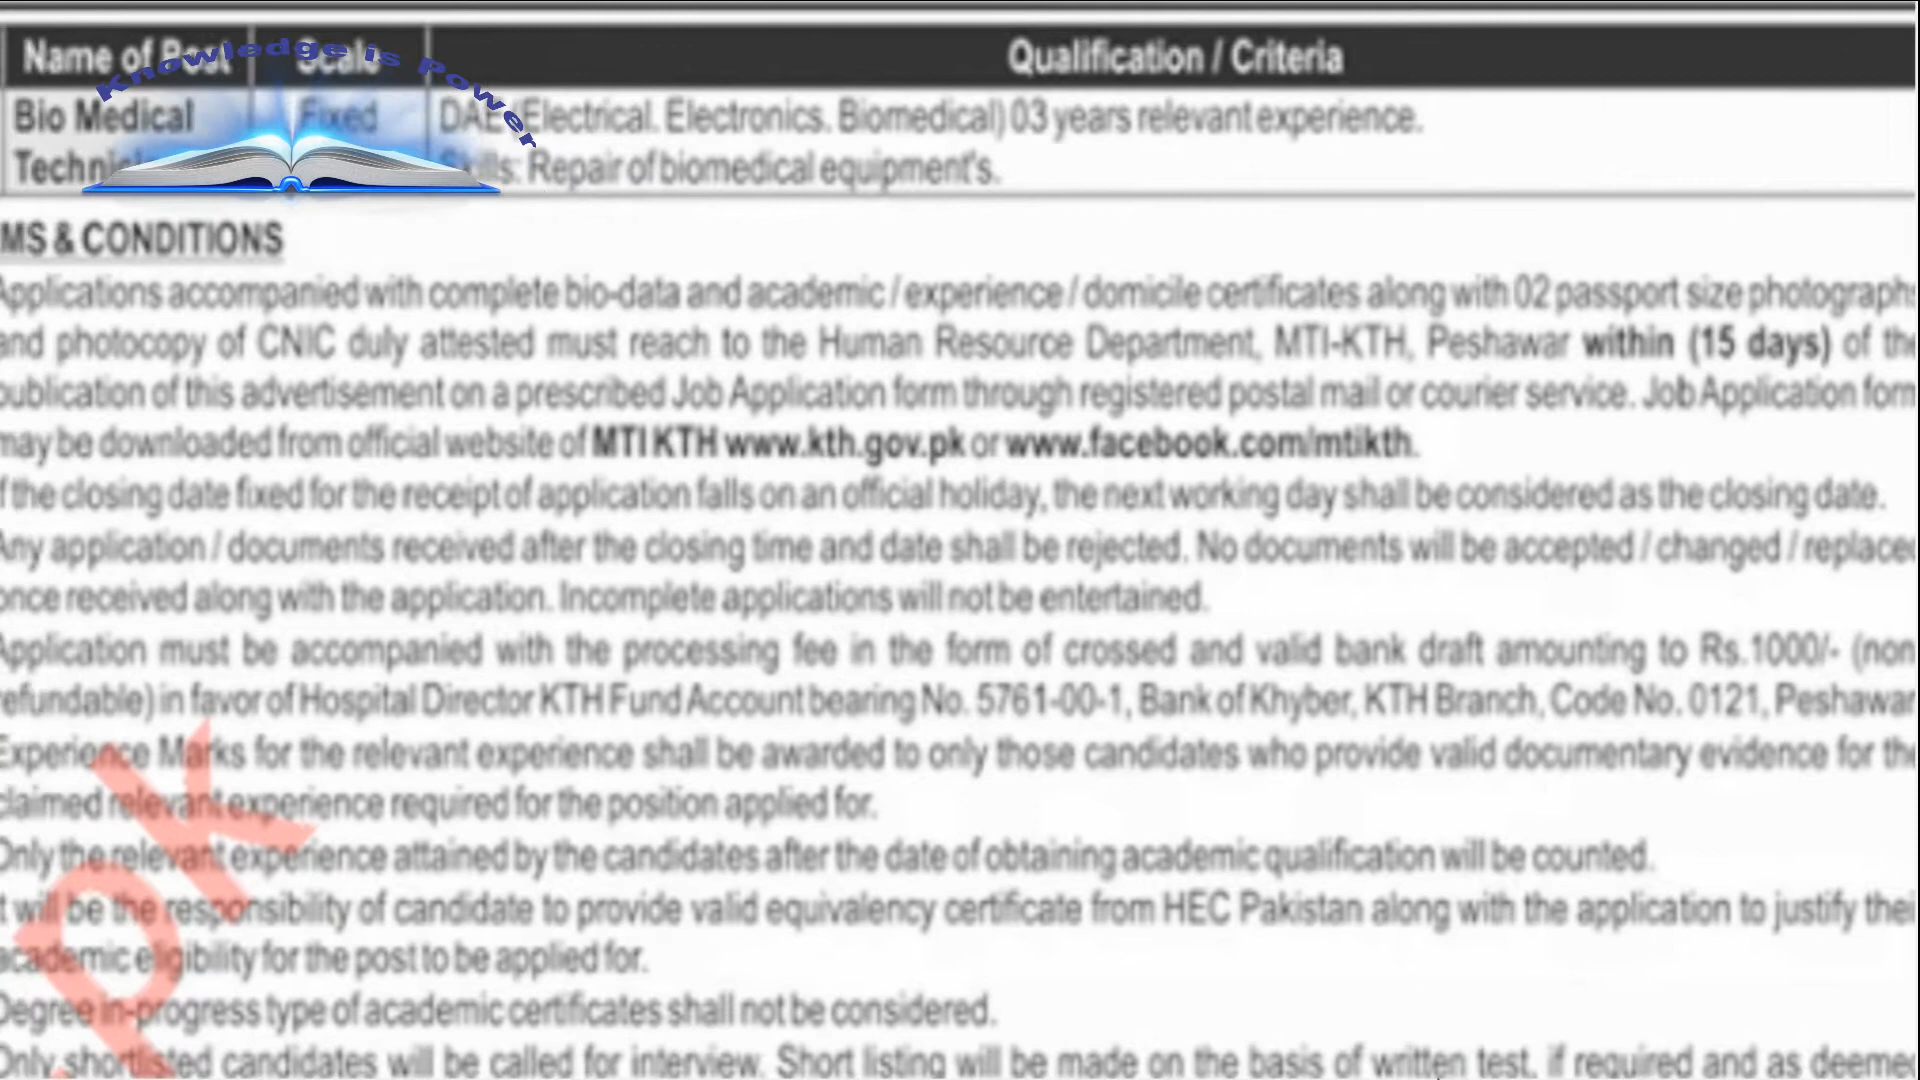 Knowledge is Power
Name of Post Scale Qualification / Criteria
Bio Medical Fixed DAE (Electrical. Electronics. Biomedical) 03 years relevant experience.
Techni Skills: Repair of biomedical equipment's.
MS & CONDITIONS
Applications accompanied with complete bio-data and academic / experience / domicile certificates along with 02 passport size photographs
and photocopy of CNIC duly attested must reach to the Human Resource Department, MTI-KTH, Peshawar within (15 days) of the
publication of this advertisement on a prescribed Job Application form through registered postal mail or courier service. Job Application form
may be downloaded from official website of MTI KTH www.kth.gov.pk or www.facebook.com/mtikth.
If the closing date fixed for the receipt of application falls on an official holiday, the next working day shall be considered as the closing date.
Any application / documents received after the closing time and date shall be rejected. No documents will be accepted / changed / replaced
once received along with the application. Incomplete applications will not be entertained.
Application must be accompanied with the processing fee in the form of crossed and valid bank draft amounting to Rs.1000/- (non
refundable) in favor of Hospital Director KTH Fund Account bearing No. 5761-00-1, Bank of Khyber, KTH Branch, Code No. 0121, Peshawar
Experience Marks for the relevant experience shall be awarded to only those candidates who provide valid documentary evidence for the
claimed relevant experience required for the position applied for.
Only the relevant experience attained by the candidates after the date of obtaining academic qualification will be counted.
It will be the responsibility of candidate to provide valid equivalency certificate from HEC Pakistan along with the application to justify their
academic eligibility for the post to be applied for.
Degree in-progress type of academic certificates shall not be considered.
Only shortlisted candidates will be called for interview. Short listing will be made on the basis of written test, if required and as deemed
pk